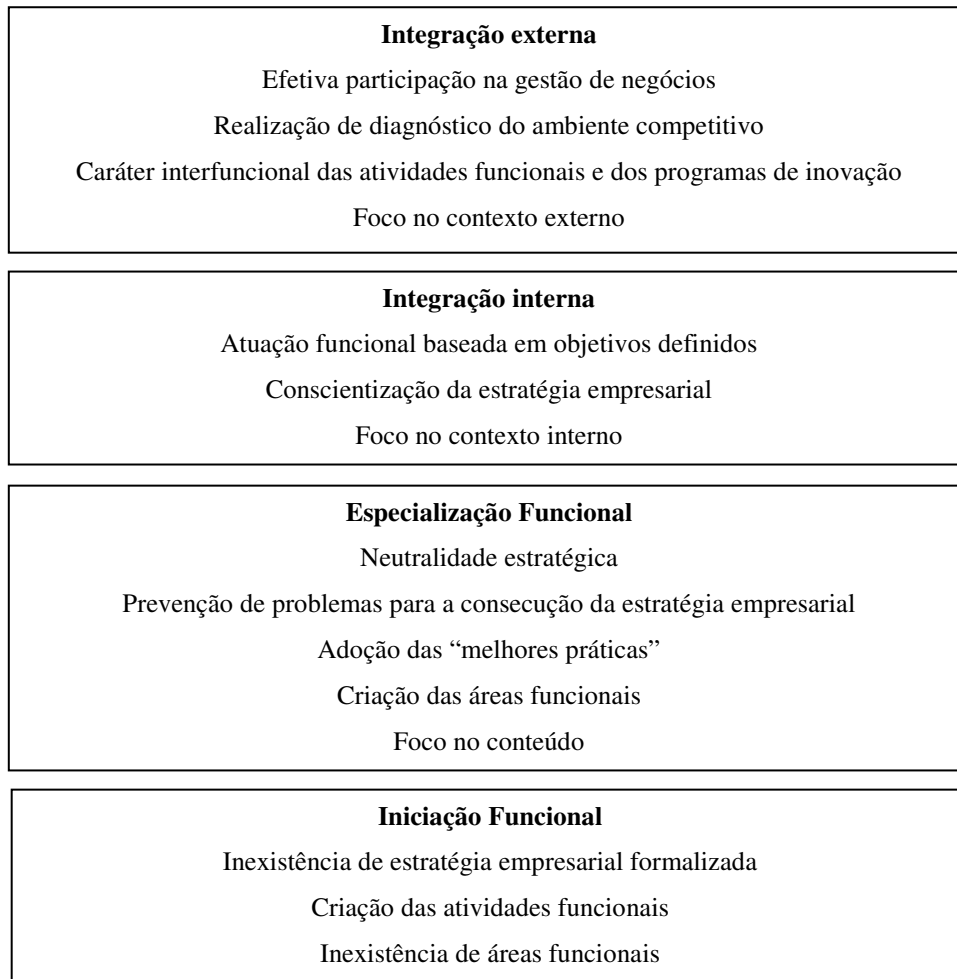 Integração externa
Efetiva participação na gestão de negócios
Realização de diagnóstico do ambiente competitivo
Caráter interfuncional das atividades funcionais e dos programas de inovação
Foco no contexto externo
Integração interna
Atuação funcional baseada em objetivos definidos
Conscientização da estratégia empresarial
Foco no contexto interno
Especialização Funcional
Neutralidade estratégica
Prevenção de problemas para a consecução da estratégia empresarial
Adoção das “melhores práticas”
Criação das áreas funcionais
Foco no conteúdo
Iniciação Funcional
Inexistência de estratégia empresarial formalizada
Criação das atividades funcionais
Inexistência de áreas funcionais